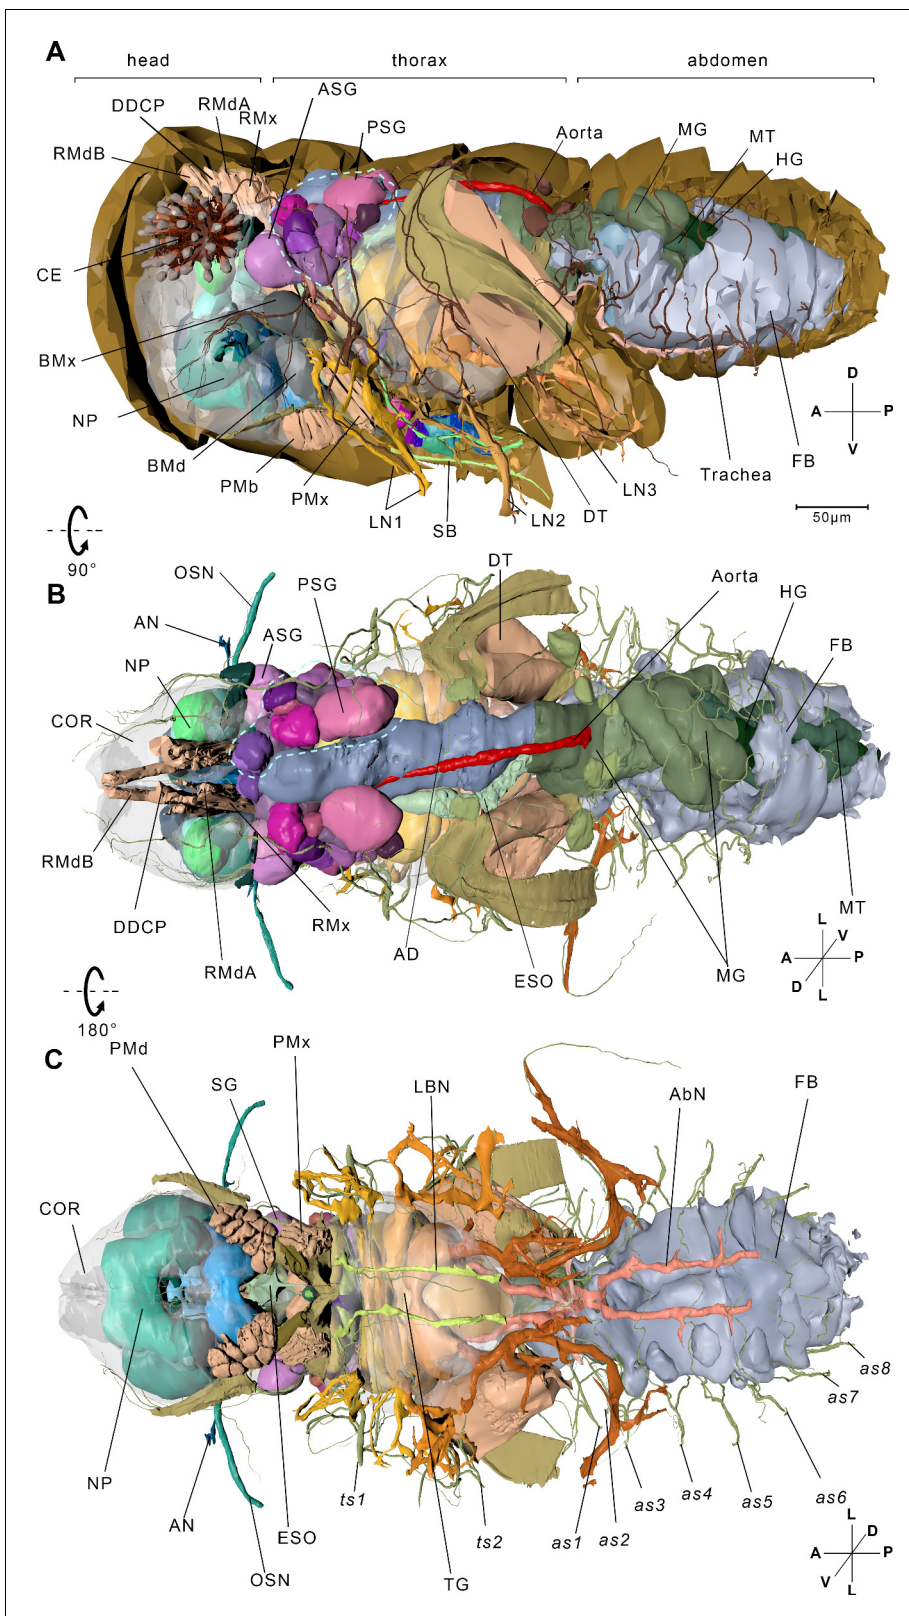 A
head thorax abdomen
DDCP
RMdA
RMx
ASG
PSG
RMdB
Aorta
MG
MT
HG
CE
BMx
NP
BMd
PMb
PMx
LN1
SB
LN2
DT
LN3
Trachea
FB
D
A P
V
50µm
90°
B
OSN
AN
NP
COR
ASG
PSG
DT
Aorta
HG
FB
RMdB
DDCP
RMdA
RMx
AD
ESO
MG
MT
L
V
A P
D
L
180°
C
PMd
SG
PMx
LBN
AbN
FB
COR
NP
AN
OSN
ESO
ts1
TG
ts2
as1
as2
as3
as4
as5
as6
as7
as8
L
D
A P
V
L